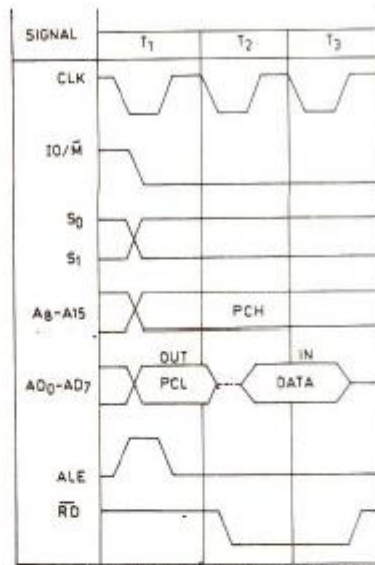 SIGNAL T1 T2 T3
CLK
IO/M̅
S0
S1
A8-A15 PCH
OUT IN
AD0-AD7 PCL DATA
ALE
R̅D̅